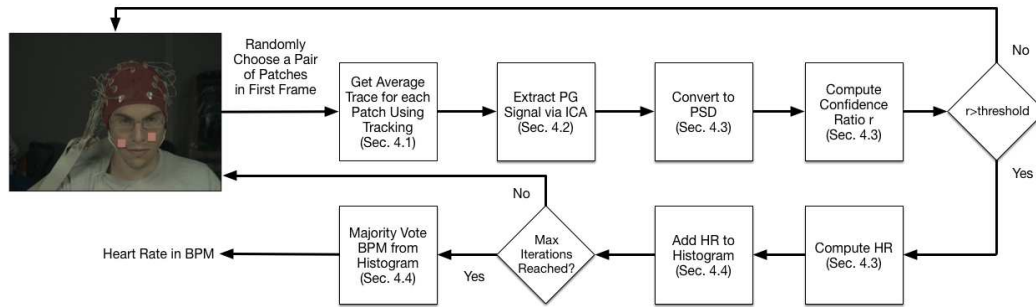 Randomly
Choose a Pair
of Patches
in First Frame
Get Average
Trace for each
Patch Using
Tracking
(Sec. 4.1)
Extract PG
Signal via ICA
(Sec. 4.2)
Convert to
PSD
(Sec. 4.3)
Compute
Confidence
Ratio r
(Sec. 4.3)
r>threshold
No
Yes
Compute HR
(Sec. 4.3)
Add HR to
Histogram
(Sec. 4.4)
Max
Iterations
Reached?
No
Yes
Majority Vote
BPM from
Histogram
(Sec. 4.4)
Heart Rate in BPM